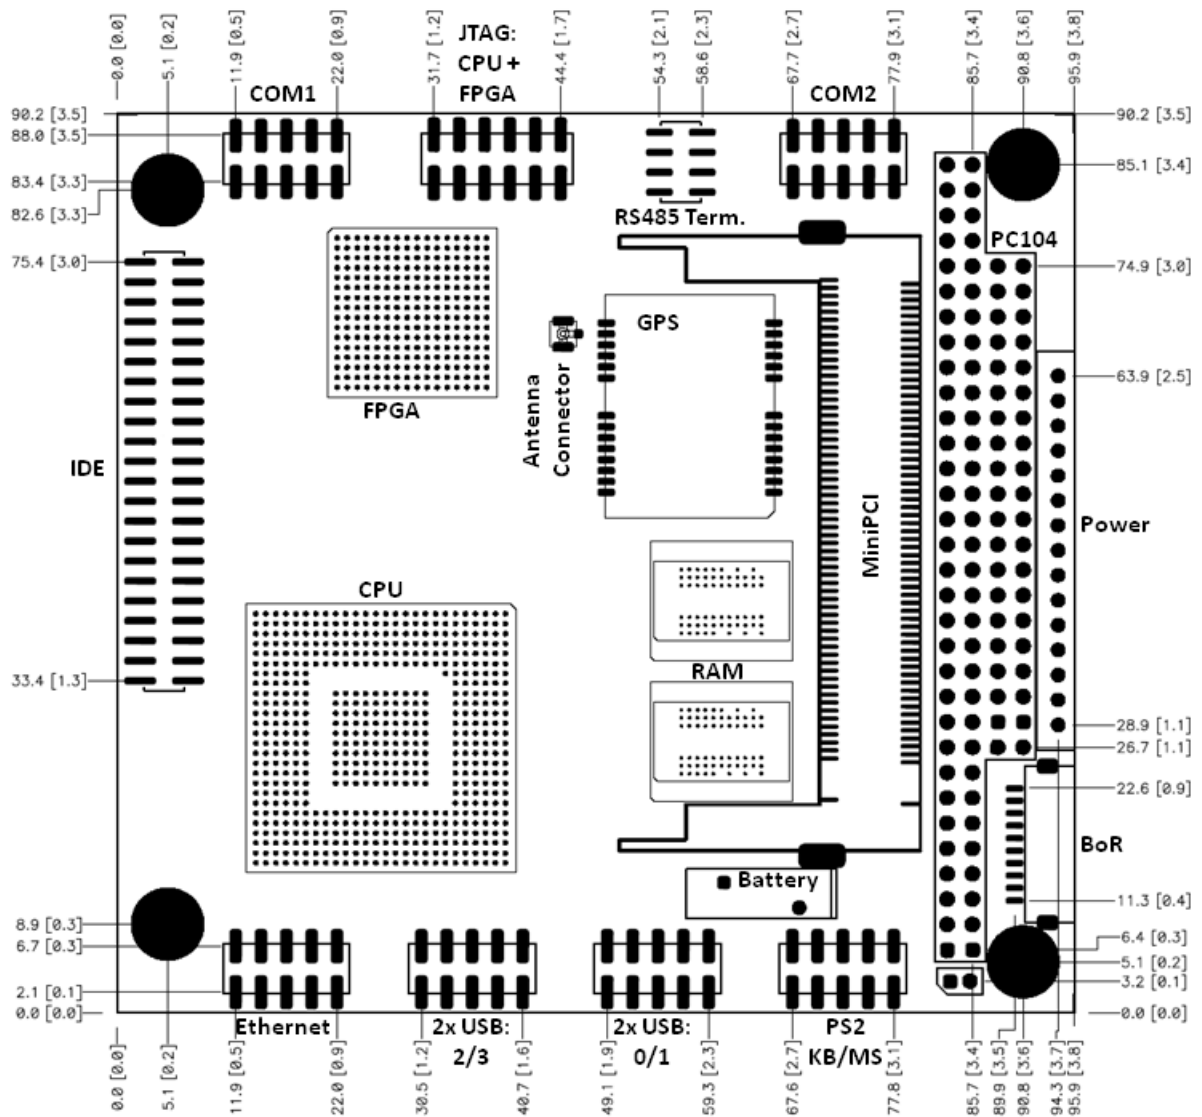 0.0 [0.0]
5.1 [0.2]
11.9 [0.5]
22.0 [0.9]
31.7 [1.2]
44.4 [1.7]
54.3 [2.1]
58.6 [2.3]
67.7 [2.7]
77.9 [3.1]
85.7 [3.4]
90.8 [3.6]
95.9 [3.8]
COM1
JTAG:
CPU +
FPGA
COM2
90.2 [3.5]
88.0 [3.5]
83.4 [3.3]
82.6 [3.3]
75.4 [3.0]
33.4 [1.3]
8.9 [0.3]
6.7 [0.3]
2.1 [0.1]
0.0 [0.0]
RS485 Term.
PC104
GPS
FPGA
Antenna
Connector
IDE
MiniPCI
Power
CPU
RAM
BoR
Battery
90.2 [3.5]
85.1 [3.4]
74.9 [3.0]
63.9 [2.5]
28.9 [1.1]
26.7 [1.1]
22.6 [0.9]
11.3 [0.4]
6.4 [0.3]
5.1 [0.2]
3.2 [0.1]
0.0 [0.0]
Ethernet
2x USB:
2/3
2x USB:
0/1
PS2
KB/MS
0.0 [0.0]
5.1 [0.2]
11.9 [0.5]
22.0 [0.9]
30.5 [1.2]
40.7 [1.6]
49.1 [1.9]
59.3 [2.3]
67.6 [2.7]
77.8 [3.1]
85.7 [3.4]
89.9 [3.5]
90.8 [3.6]
94.3 [3.7]
95.9 [3.8]